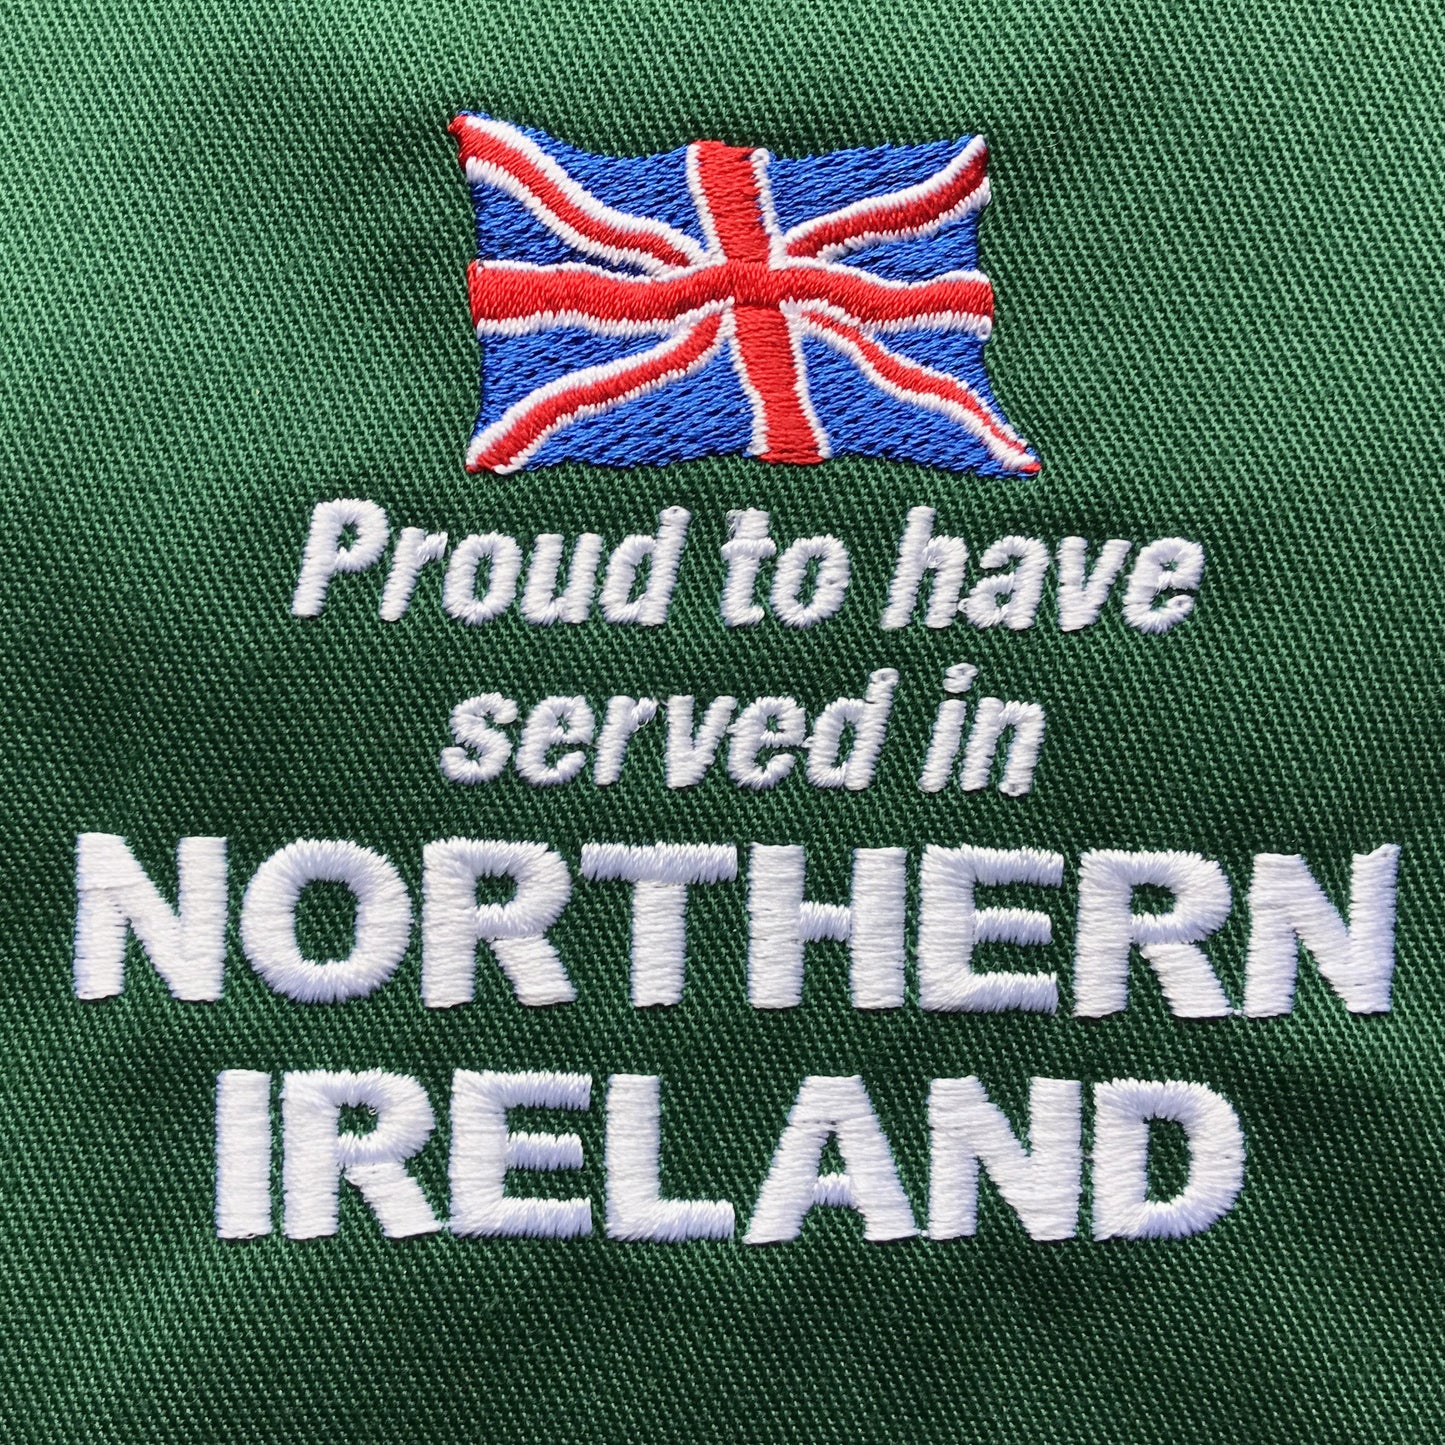 Proud to have
served in
NORTHERN
IRELAND